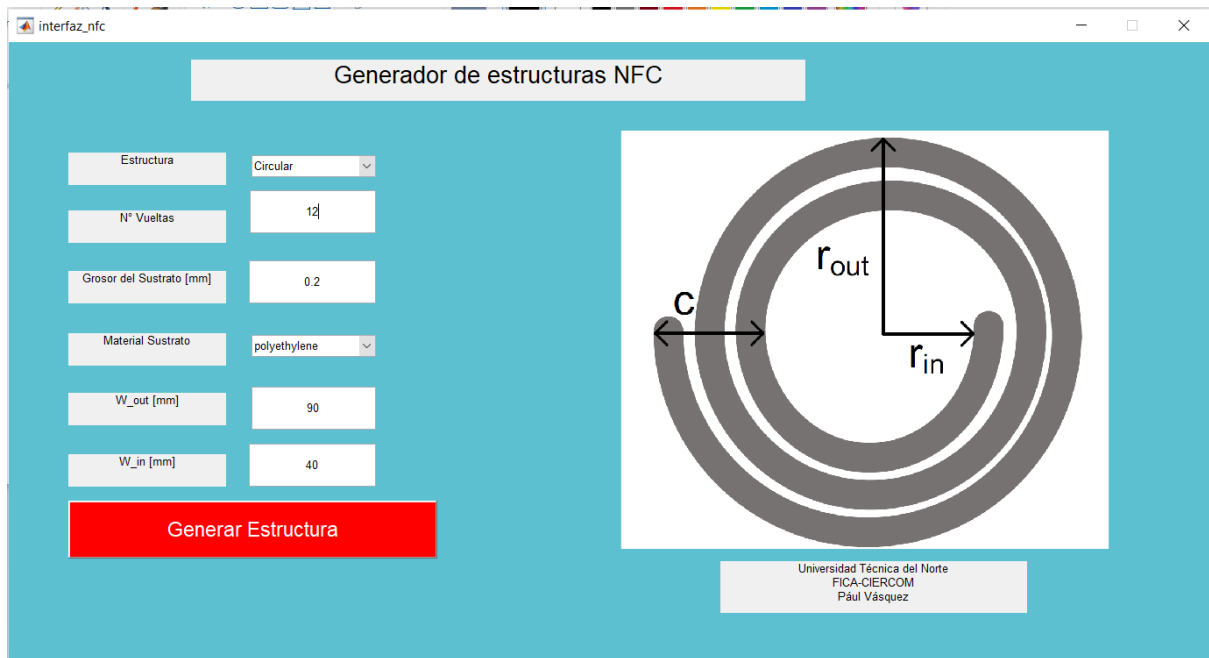 interfaz_nfc
Generador de estructuras NFC
Estructura
Circular
N° Vueltas
12
Grosor del Sustrato [mm]
0.2
Material Sustrato
polyethylene
W_out [mm]
90
W_in [mm]
40
Generar Estructura
r_out
c
r_in
Universidad Técnica del Norte
FICA-CIERCOM
Pául Vásquez